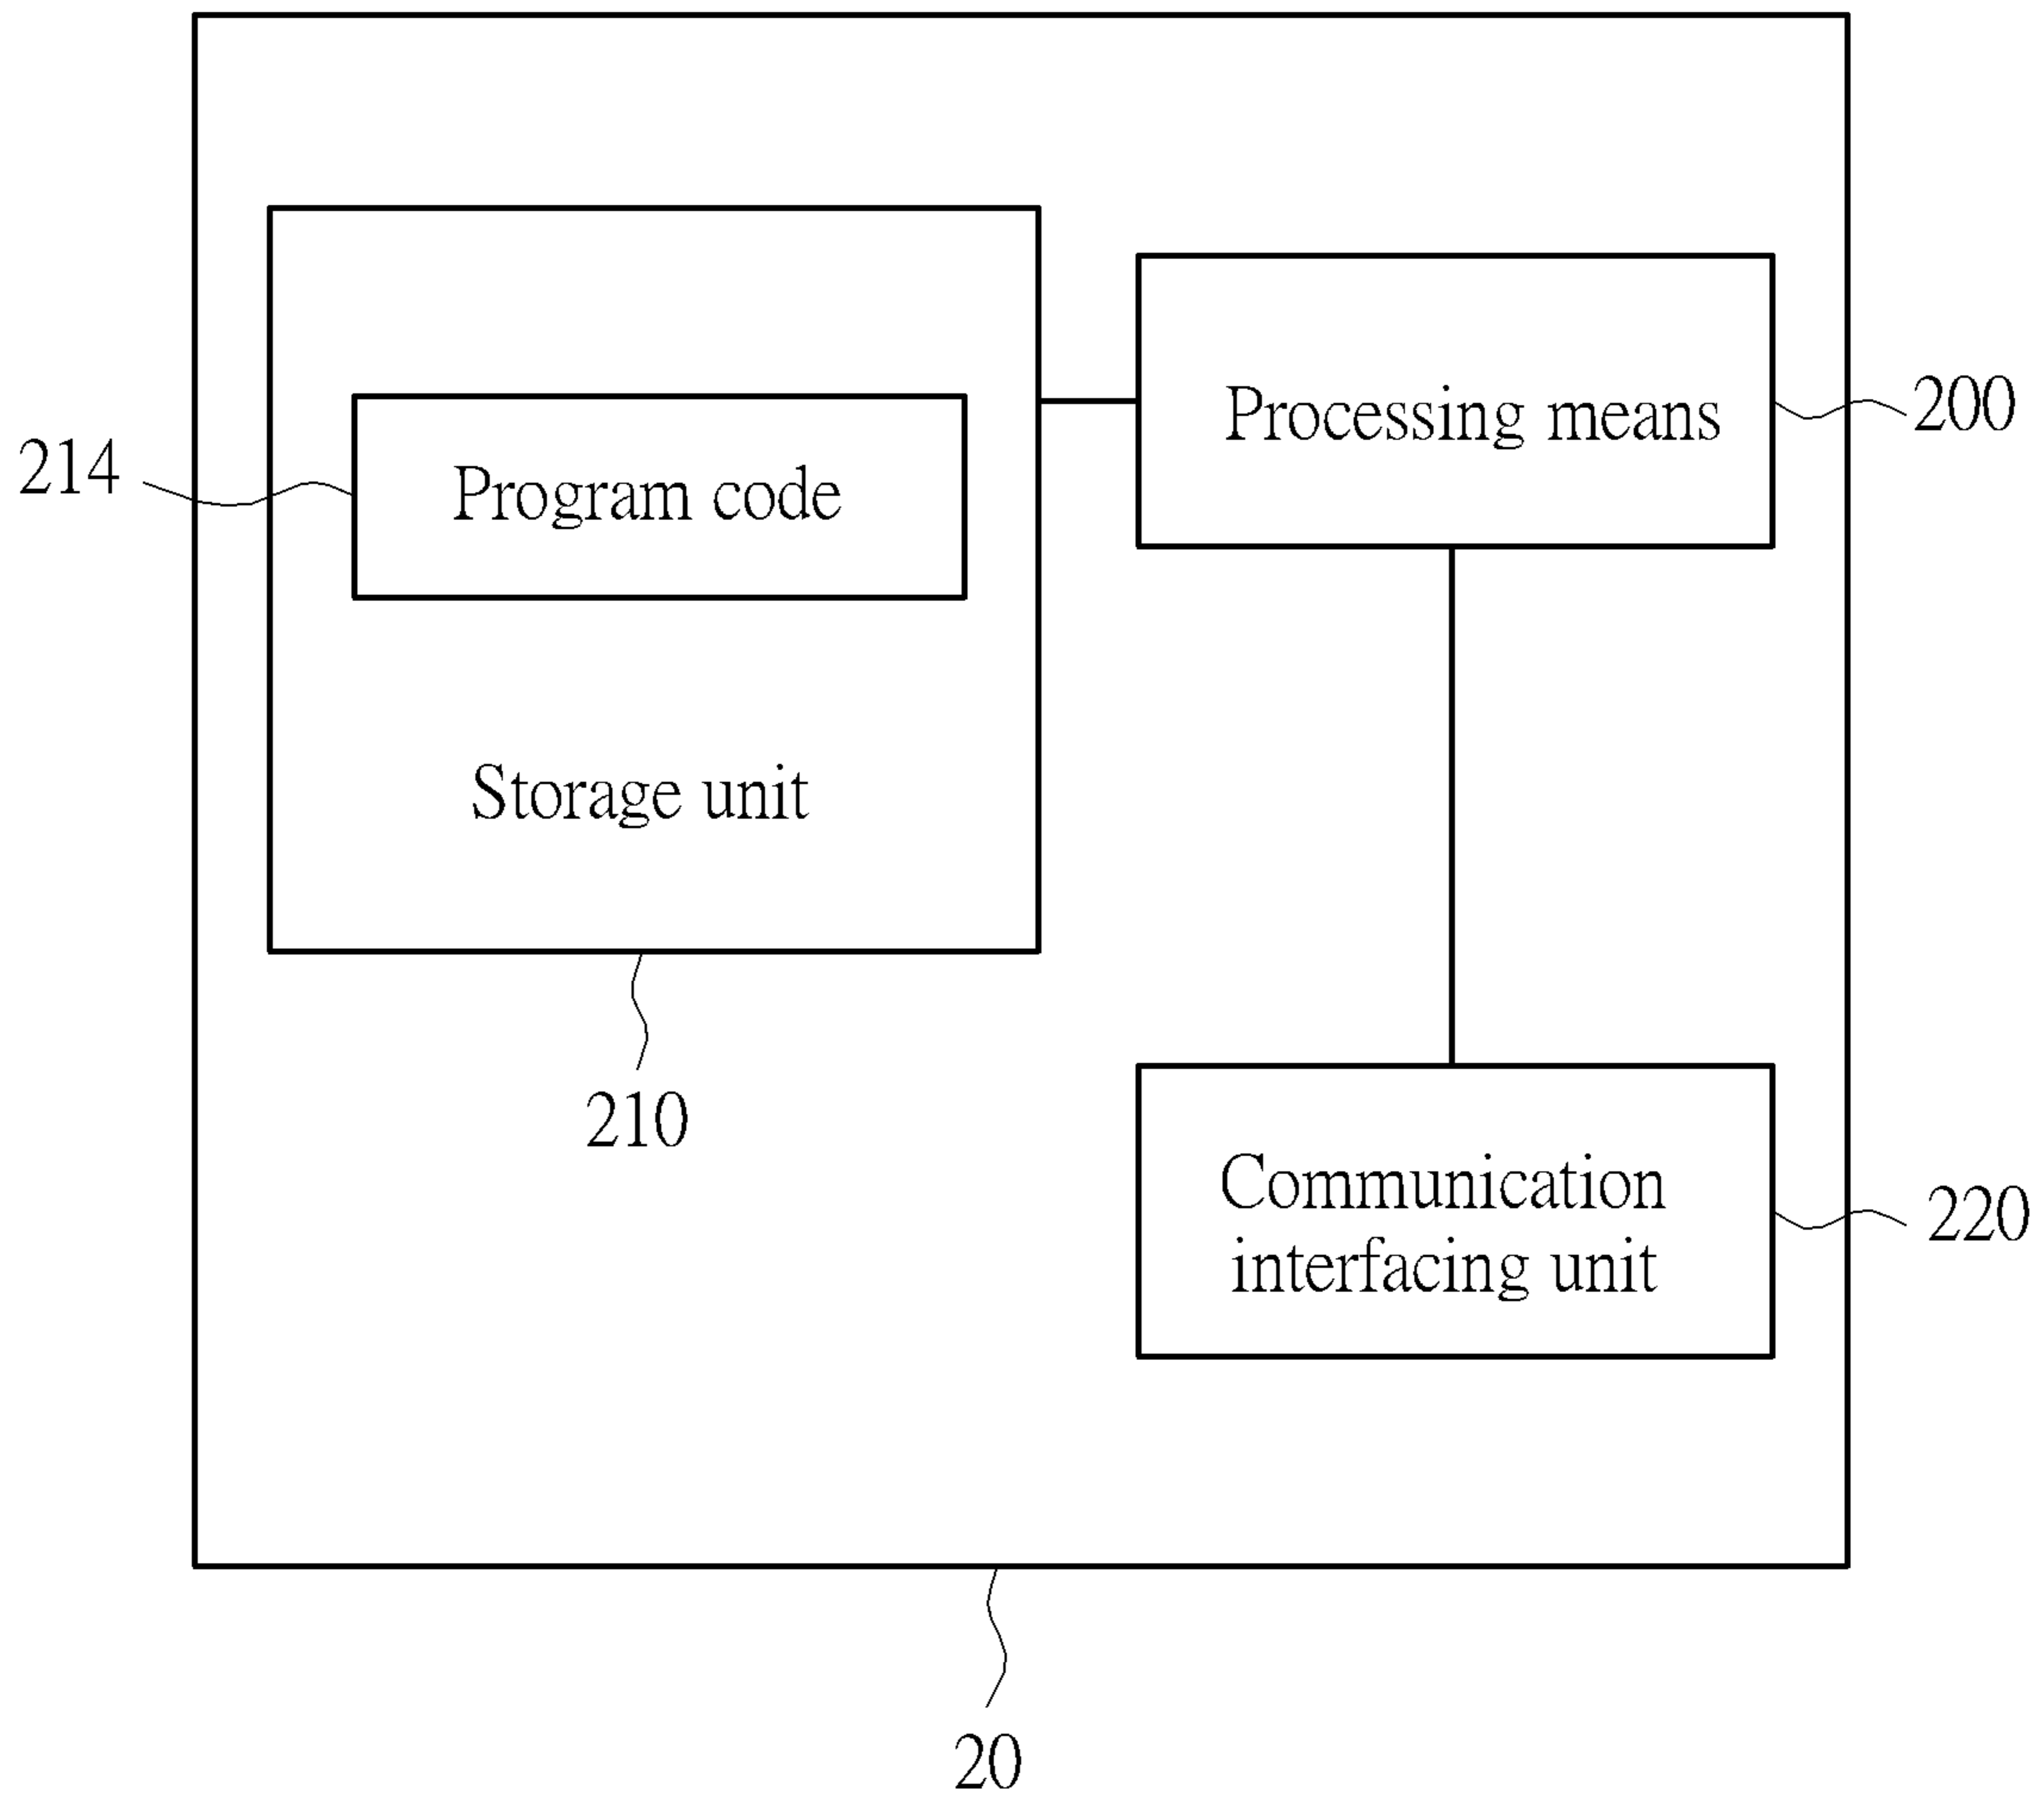 Processing means
200
214
Program code
Storage unit
210
Communication
interfacing unit
220
20